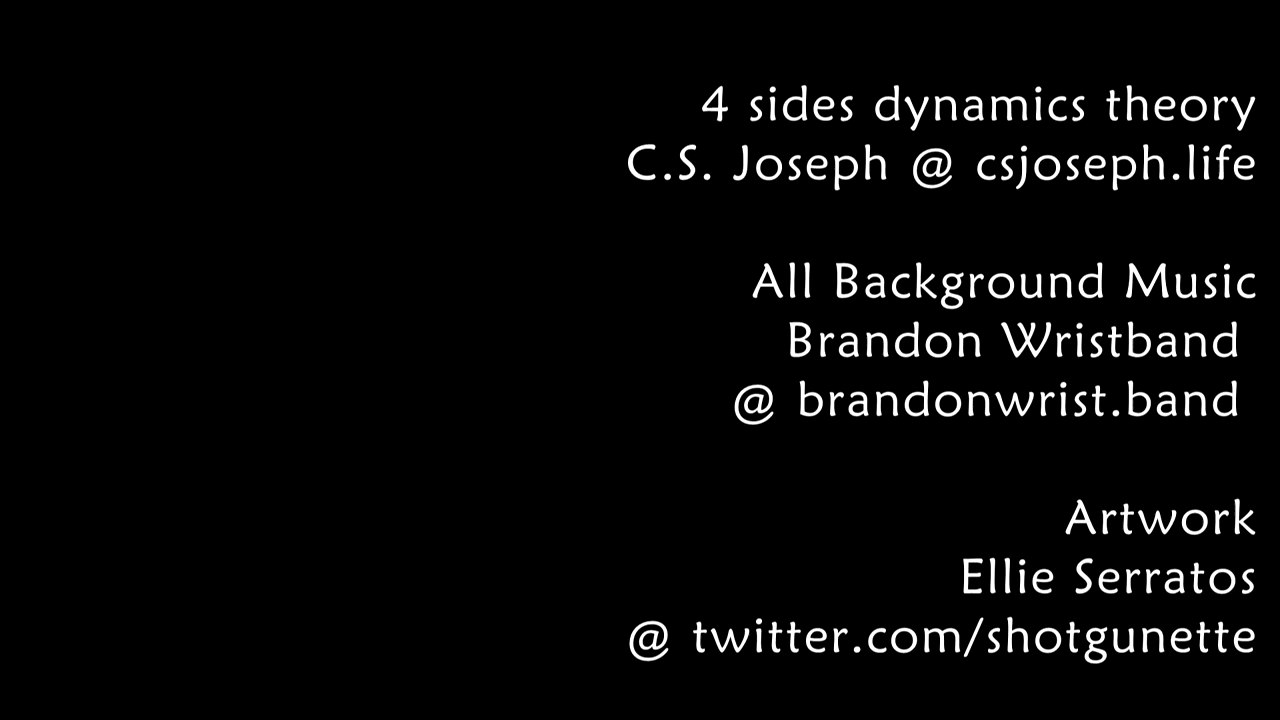 4 sides dynamics theory
C.S. Joseph @ csjoseph.life
All Background Music
Brandon Wristband
@ brandonwrist.band
Artwork
Ellie Serratos
@ twitter.com/shotgunette